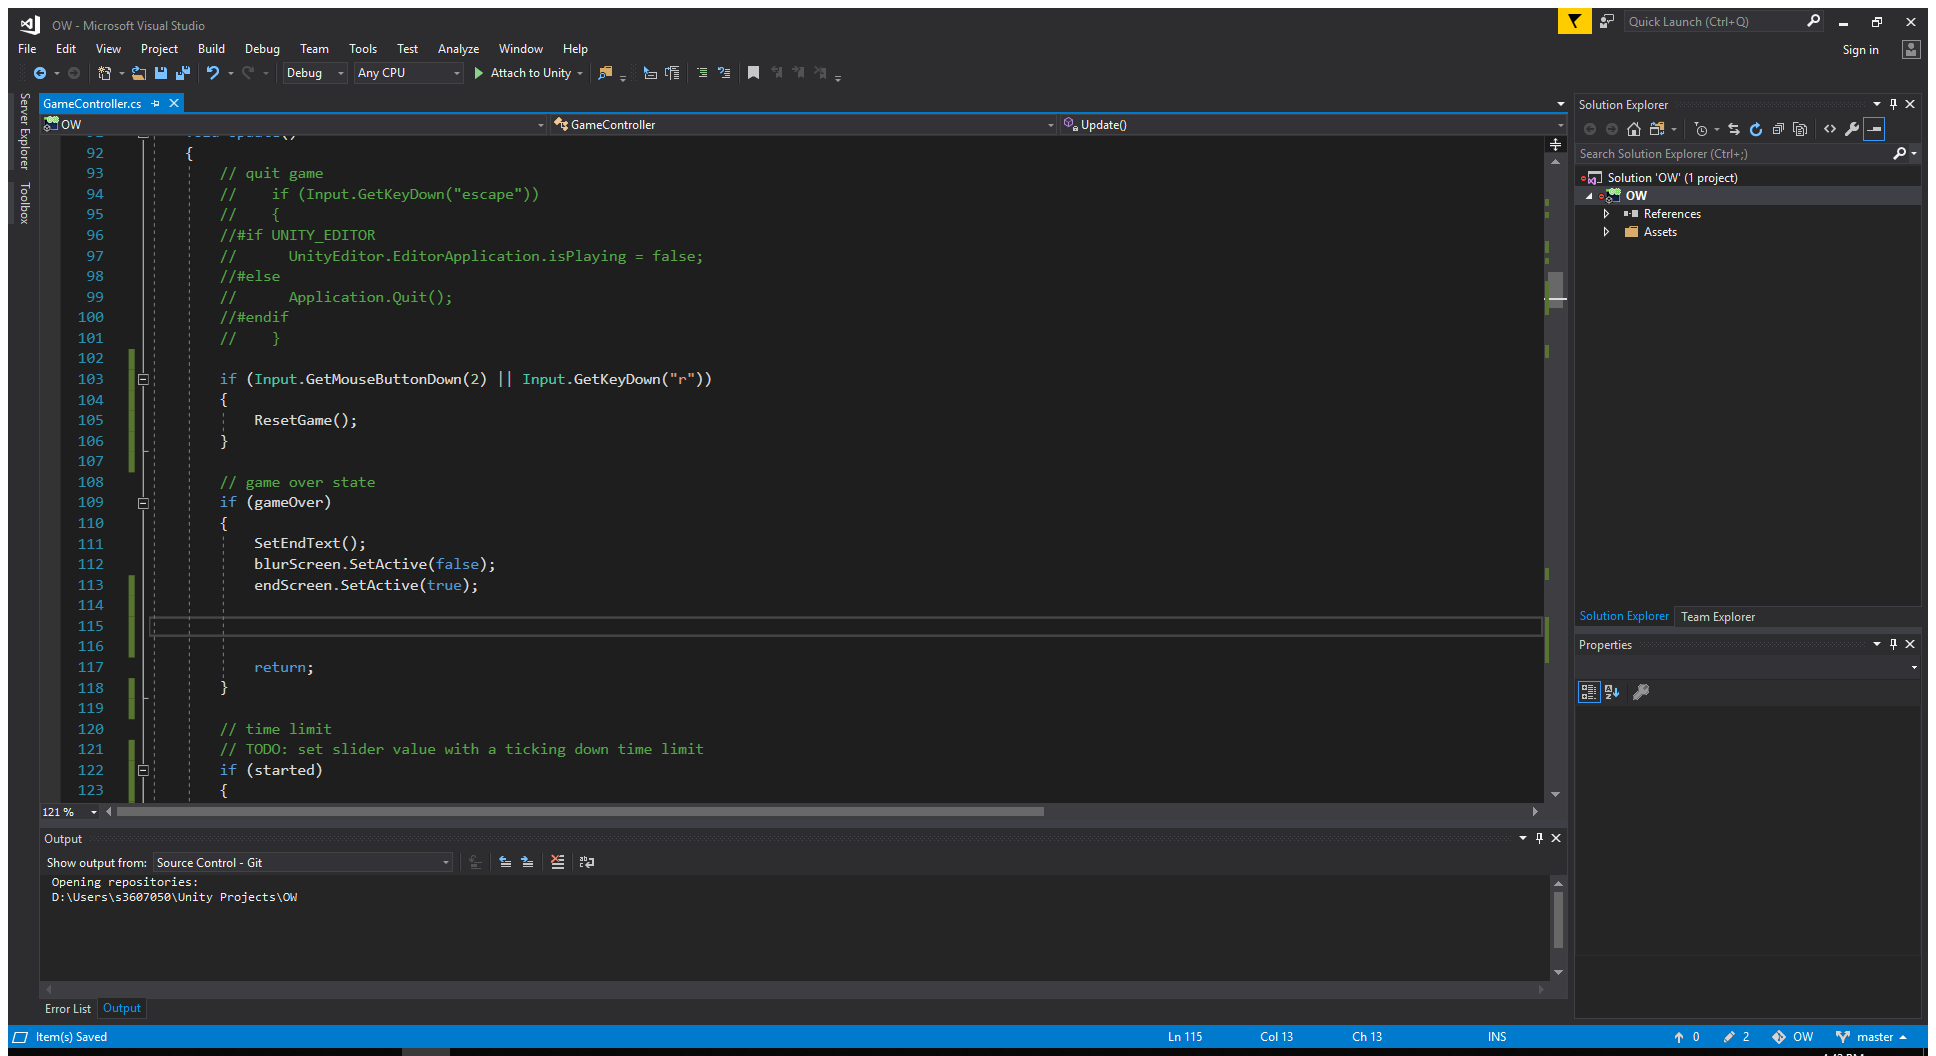 OW - Microsoft Visual Studio
Quick Launch (Ctrl+Q)
File Edit View Project Build Debug Team Tools Test Analyze Window Help
Sign in
Debug Any CPU Attach to Unity
Server Explorer
Toolbox
GameController.cs
OW GameController Update()
92 {
93 // quit game
94 // if (Input.GetKeyDown("escape"))
95 // {
96 //#if UNITY_EDITOR
97 // UnityEditor.EditorApplication.isPlaying = false;
98 //#else
99 // Application.Quit();
100 //#endif
101 // }
102
103 if (Input.GetMouseButtonDown(2) || Input.GetKeyDown("r"))
104 {
105 ResetGame();
106 }
107
108 // game over state
109 if (gameOver)
110 {
111 SetEndText();
112 blurScreen.SetActive(false);
113 endScreen.SetActive(true);
114
115
116
117 return;
118 }
119
120 // time limit
121 // TODO: set slider value with a ticking down time limit
122 if (started)
123 {
121 %
Output
Show output from: Source Control - Git
Opening repositories:
D:\Users\s3607050\Unity Projects\OW
Error List Output
Solution Explorer
Search Solution Explorer (Ctrl+;)
Solution 'OW' (1 project)
OW
References
Assets
Solution Explorer Team Explorer
Properties
Item(s) Saved Ln 115 Col 13 Ch 13 INS 0 2 OW master